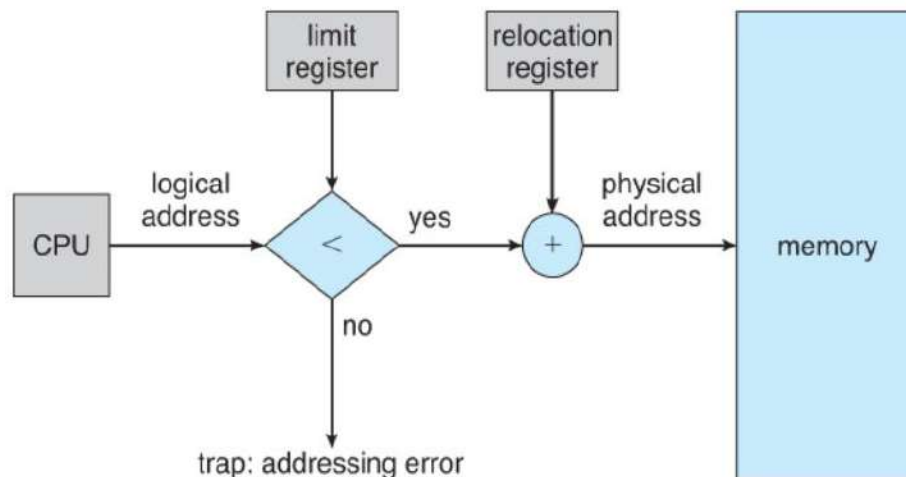 limit
register
relocation
register
logical
address
physical
address
CPU
<
yes
+
memory
no
trap: addressing error